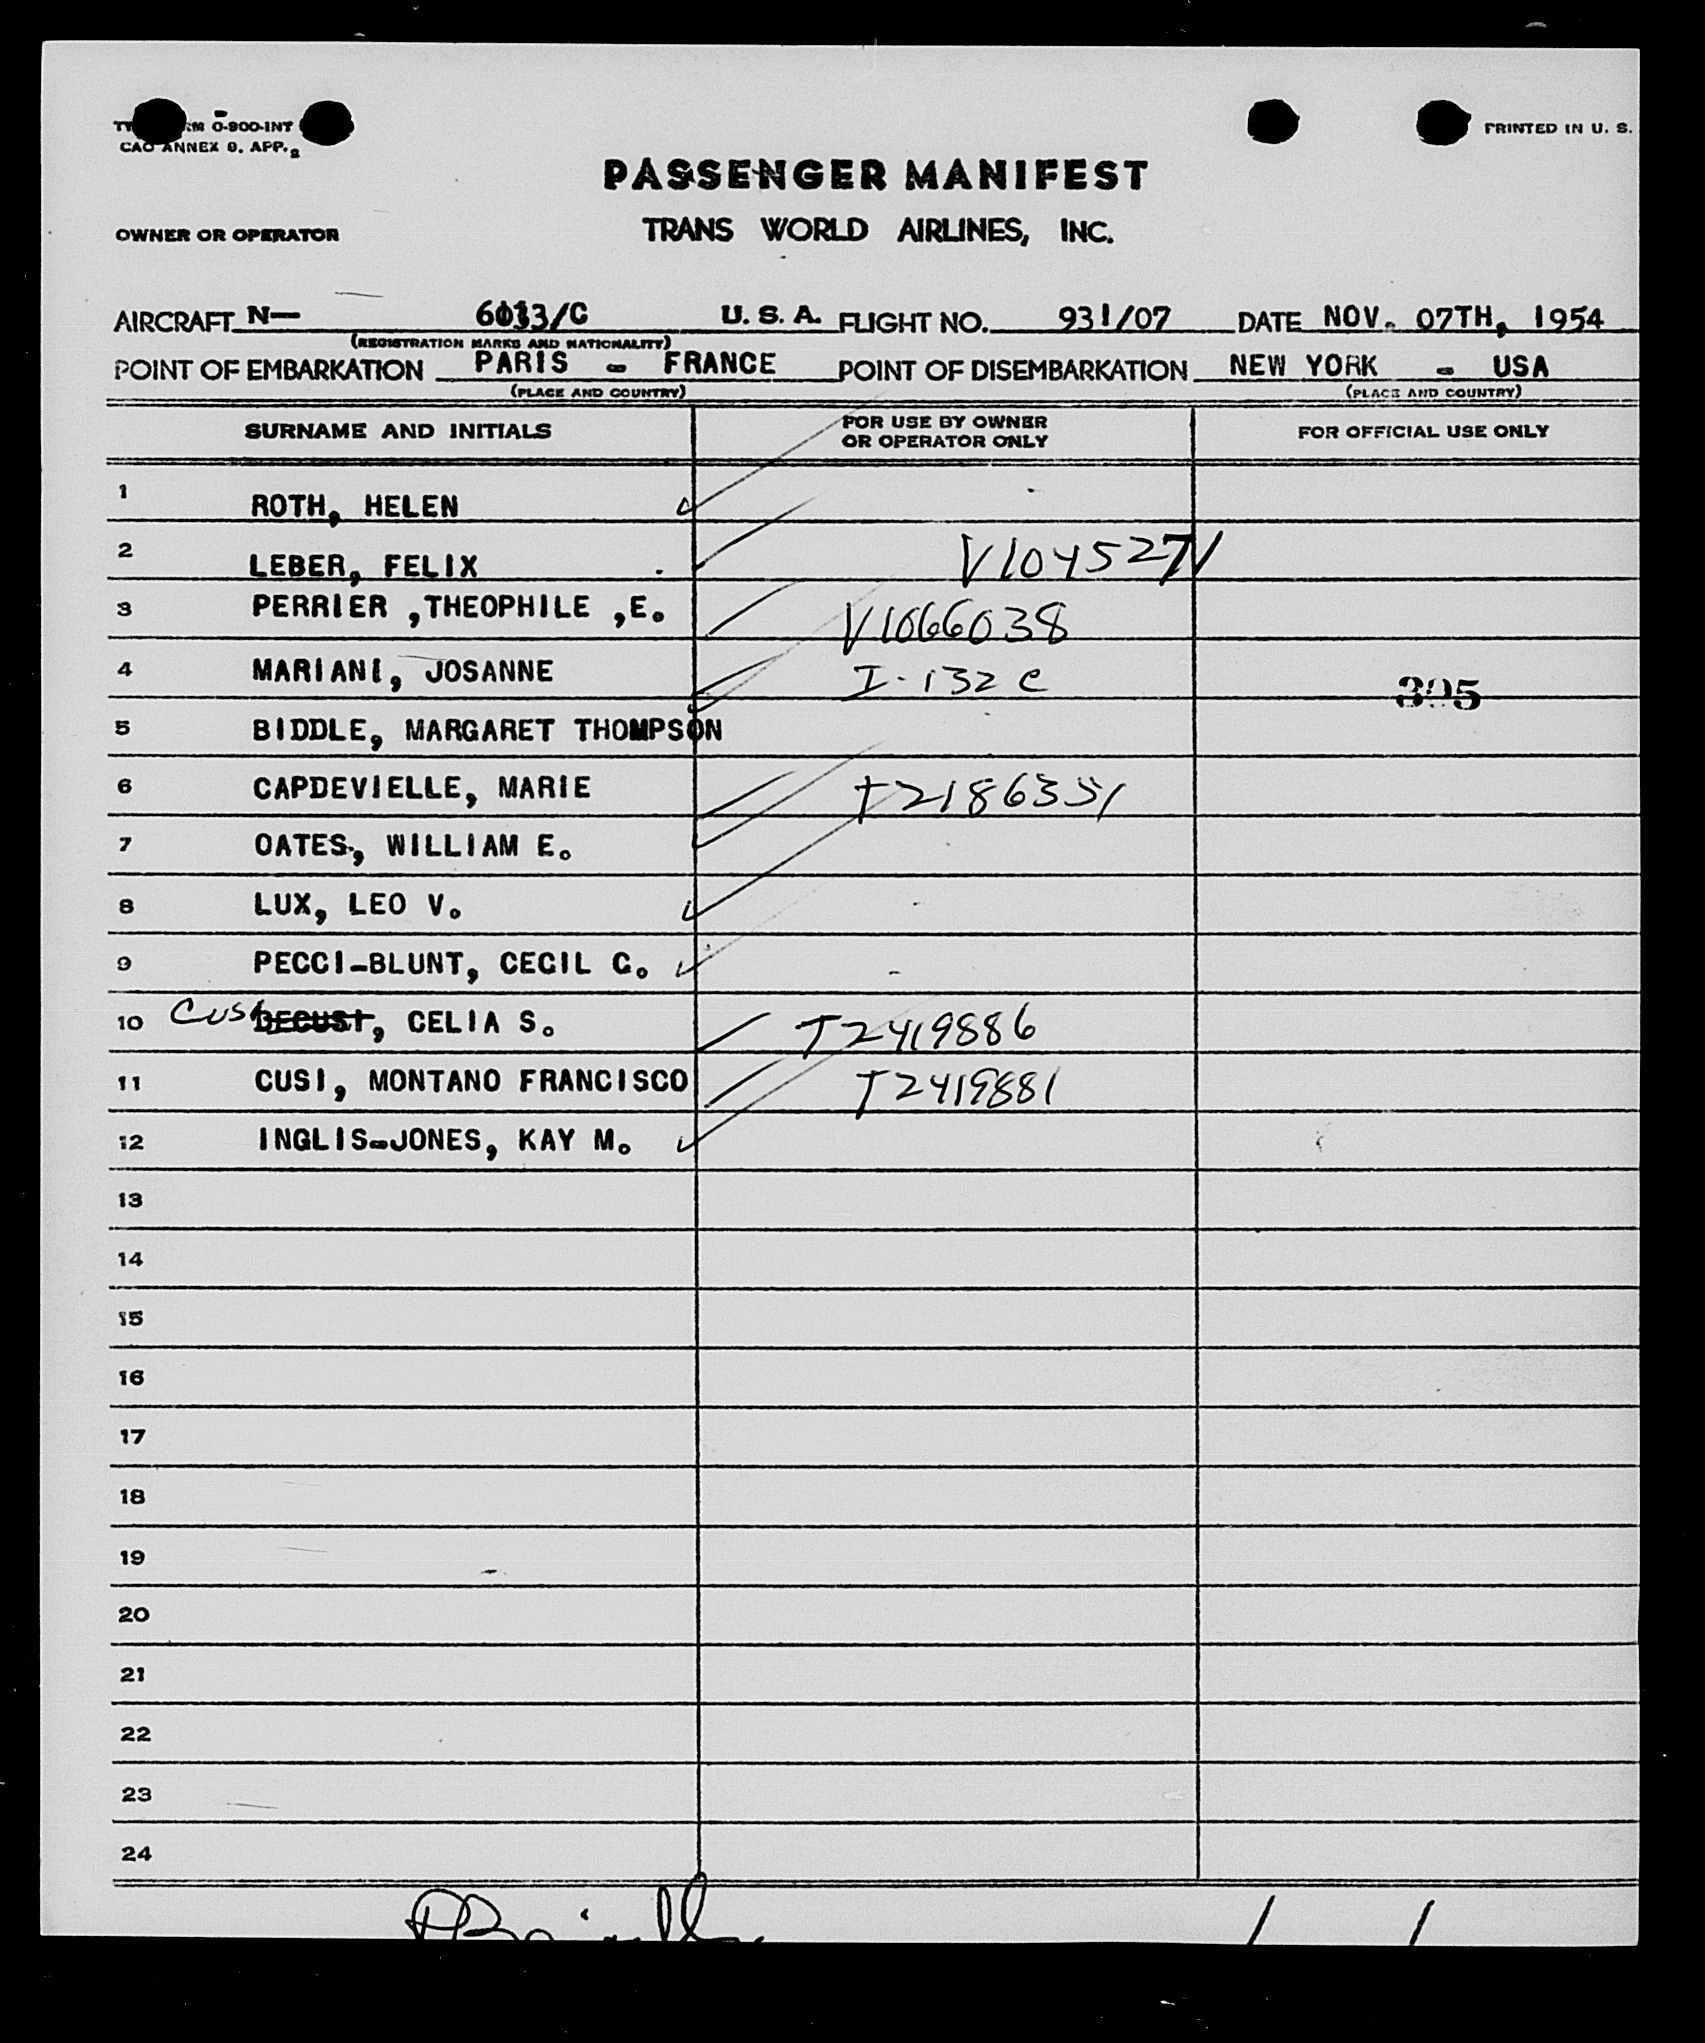 O-900-INT
PRINTED IN U. S.
CAO ANNEX 9. APP. 2
PASSENGER MANIFEST
OWNER OR OPERATOR TRANS WORLD AIRLINES, INC.
AIRCRAFT N— /C U. S. A. FLIGHT NO. 931/07 DATE NOV. 07TH, 1954
(REGISTRATION MARKS AND NATIONALITY)
POINT OF EMBARKATION PARIS - FRANCE POINT OF DISEMBARKATION NEW YORK - USA
(PLACE AND COUNTRY) (PLACE AND COUNTRY)
SURNAME AND INITIALS FOR USE BY OWNER OR OPERATOR ONLY FOR OFFICIAL USE ONLY
1 ROTH, HELEN
2 LEBER, FELIX V104527
3 PERRIER ,THEOPHILE ,E. V1066038
4 MARIANI, JOSANNE I-132 C
5 BIDDLE, MARGARET THOMPSON
6 CAPDEVIELLE, MARIE
7 OATES, WILLIAM E.
8 LUX, LEO V.
9 PECCI-BLUNT, CECIL C.
10 Cusi DECUSI, CELIA S. T2419886
11 CUSI, MONTANO FRANCISCO T2419881
12 INGLIS-JONES, KAY M.
13
14
15
16
17
18
19
20
21
22
23
24